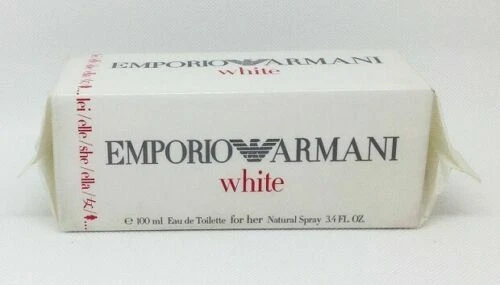 EMPORIO ARMANI
white
lei/elle/she/ella/女/
EMPORIO ARMANI
white
e 100 ml Eau de Toilette for her Natural Spray 3.4 FL. OZ.